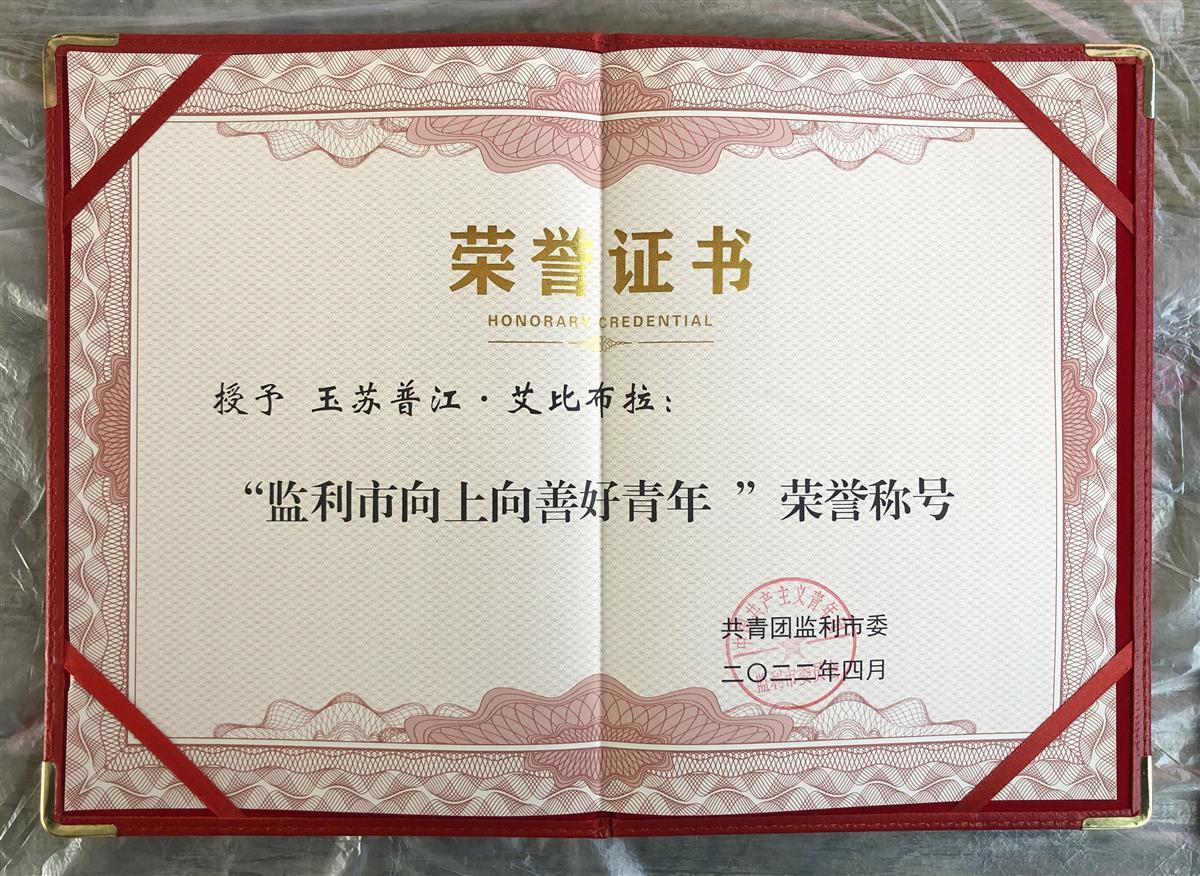 荣誉证书
HONORARY CREDENTIAL
授予 玉苏普江·艾比布拉：
“监利市向上向善好青年 ”荣誉称号
共青团监利市委
二〇二二年四月